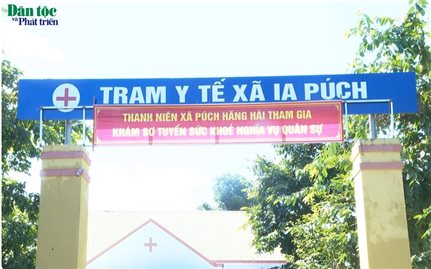 Dân tộc
và Phát triển
TRẠM Y TẾ XÃ IA PÚCH
THANH NIÊN XÃ PÚCH HĂNG HÁI THAM GIA
KHÁM SƠ TUYỂN SỨC KHOẺ NGHĨA VỤ QUÂN SỰ